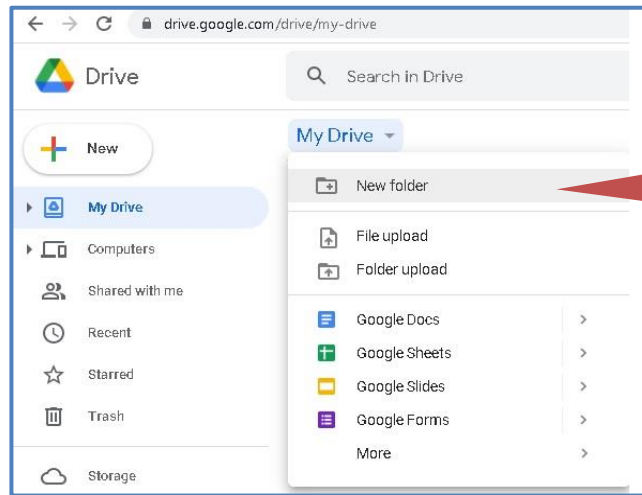 drive.google.com/drive/my-drive
Drive
Search in Drive
New
My Drive
Computers
Shared with me
Recent
Starred
Trash
Storage
My Drive
New folder
File upload
Folder upload
Google Docs
Google Sheets
Google Slides
Google Forms
More